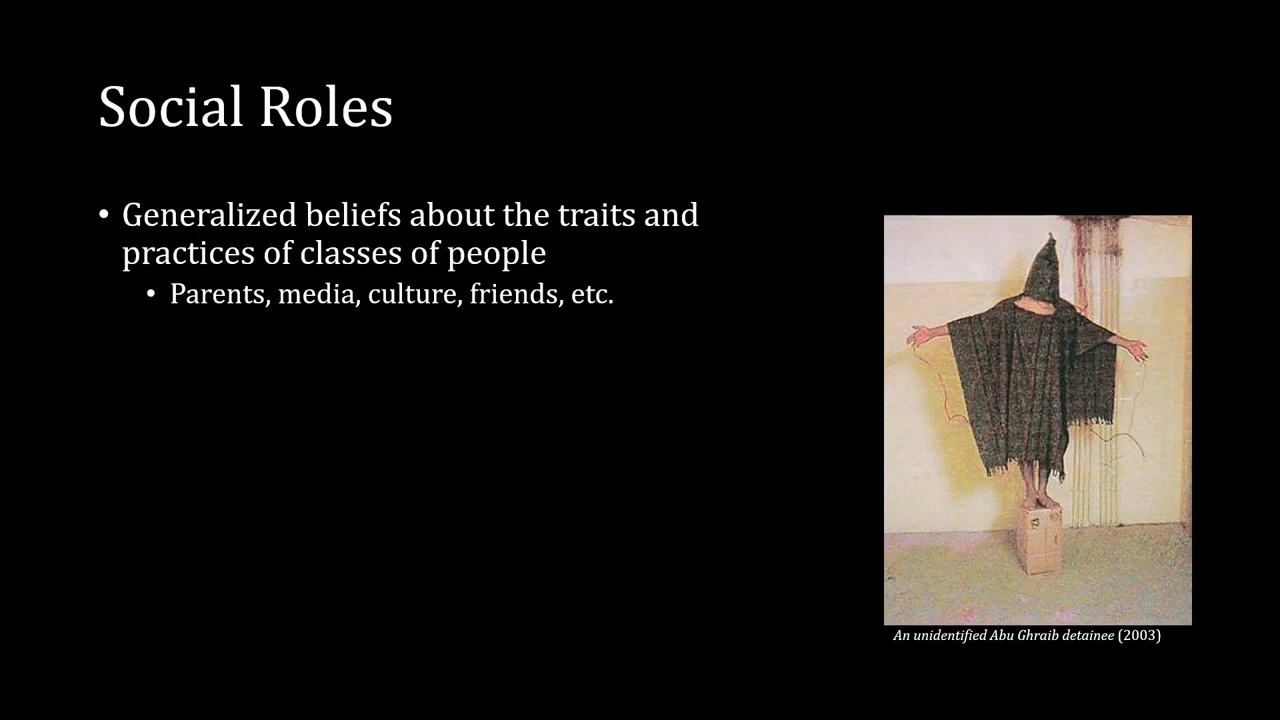 Social Roles
• Generalized beliefs about the traits and
practices of classes of people
• Parents, media, culture, friends, etc.
An unidentified Abu Ghraib detainee (2003)